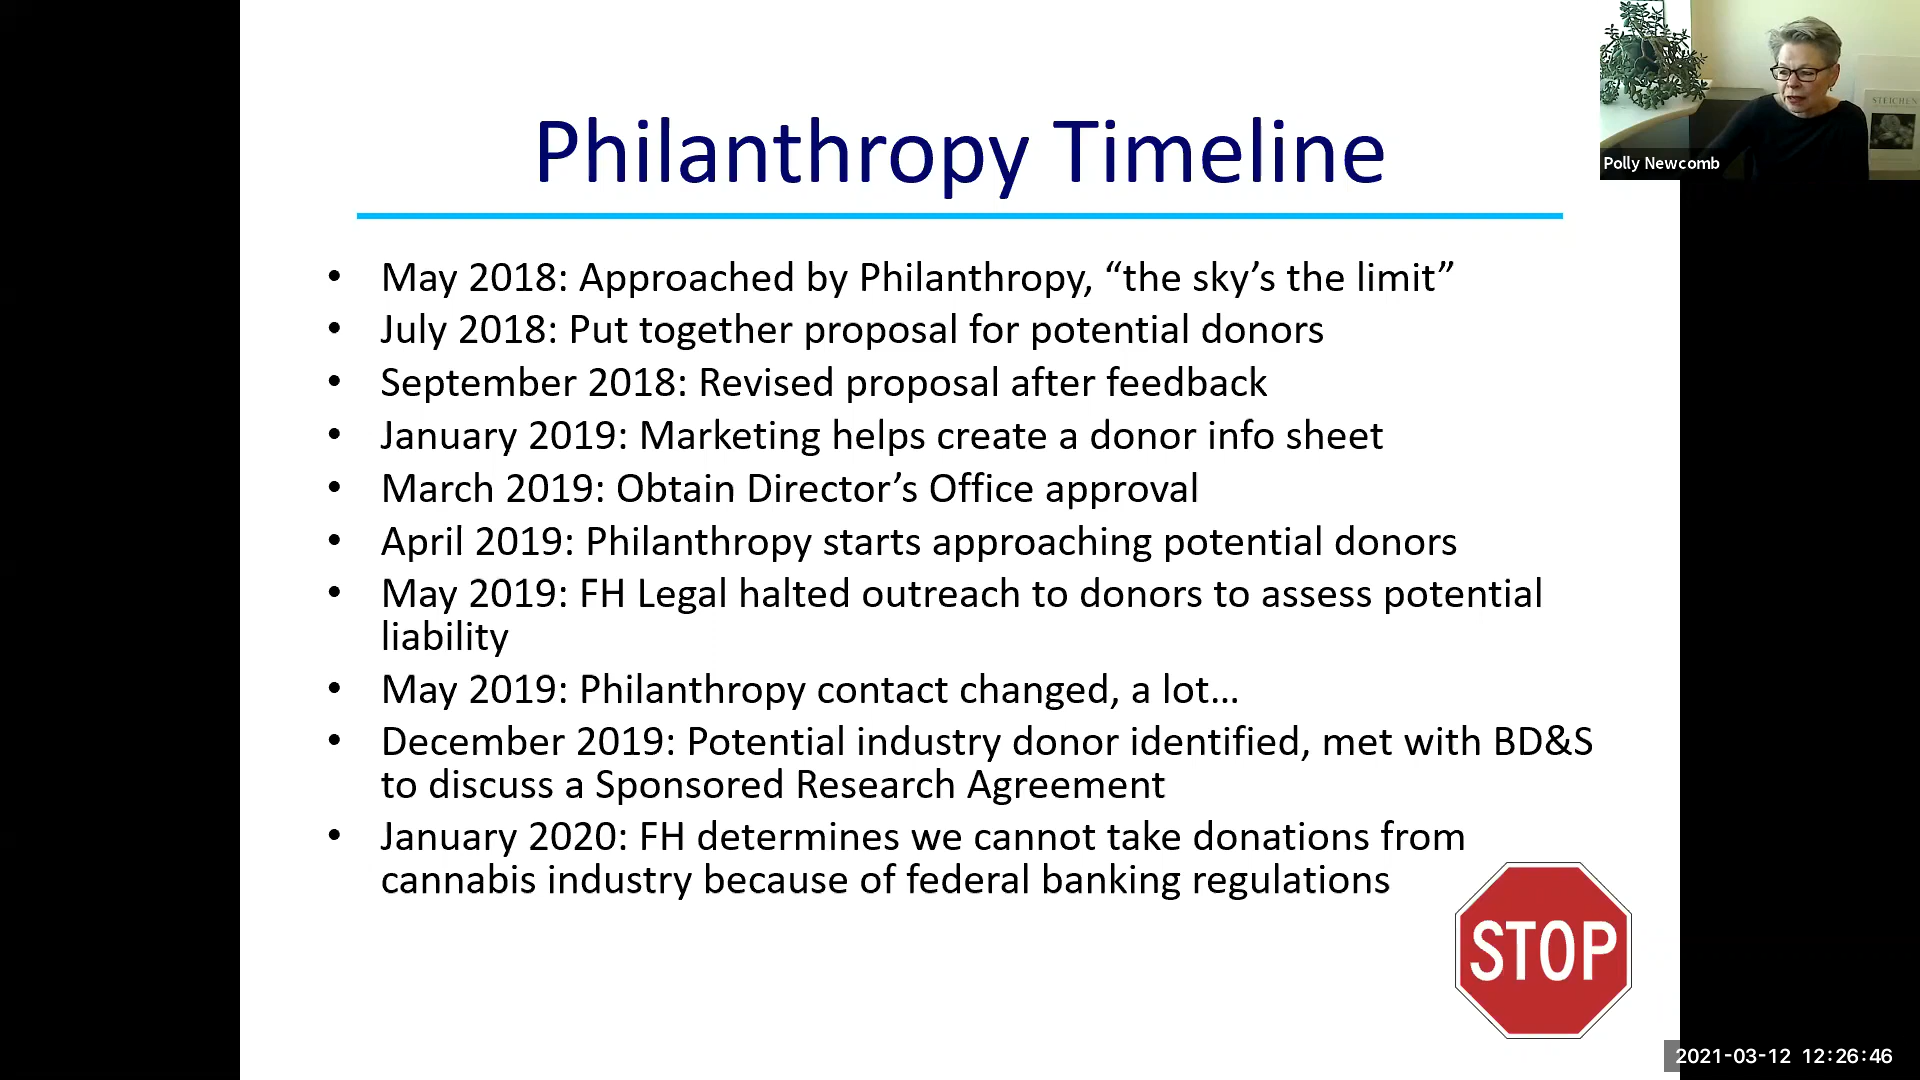 Philanthropy Timeline
STEICHEN
Polly Newcomb
• May 2018: Approached by Philanthropy, “the sky’s the limit”
• July 2018: Put together proposal for potential donors
• September 2018: Revised proposal after feedback
• January 2019: Marketing helps create a donor info sheet
• March 2019: Obtain Director’s Office approval
• April 2019: Philanthropy starts approaching potential donors
• May 2019: FH Legal halted outreach to donors to assess potential
liability
• May 2019: Philanthropy contact changed, a lot…
• December 2019: Potential industry donor identified, met with BD&S
to discuss a Sponsored Research Agreement
• January 2020: FH determines we cannot take donations from
cannabis industry because of federal banking regulations
STOP
2021-03-12 12:26:46